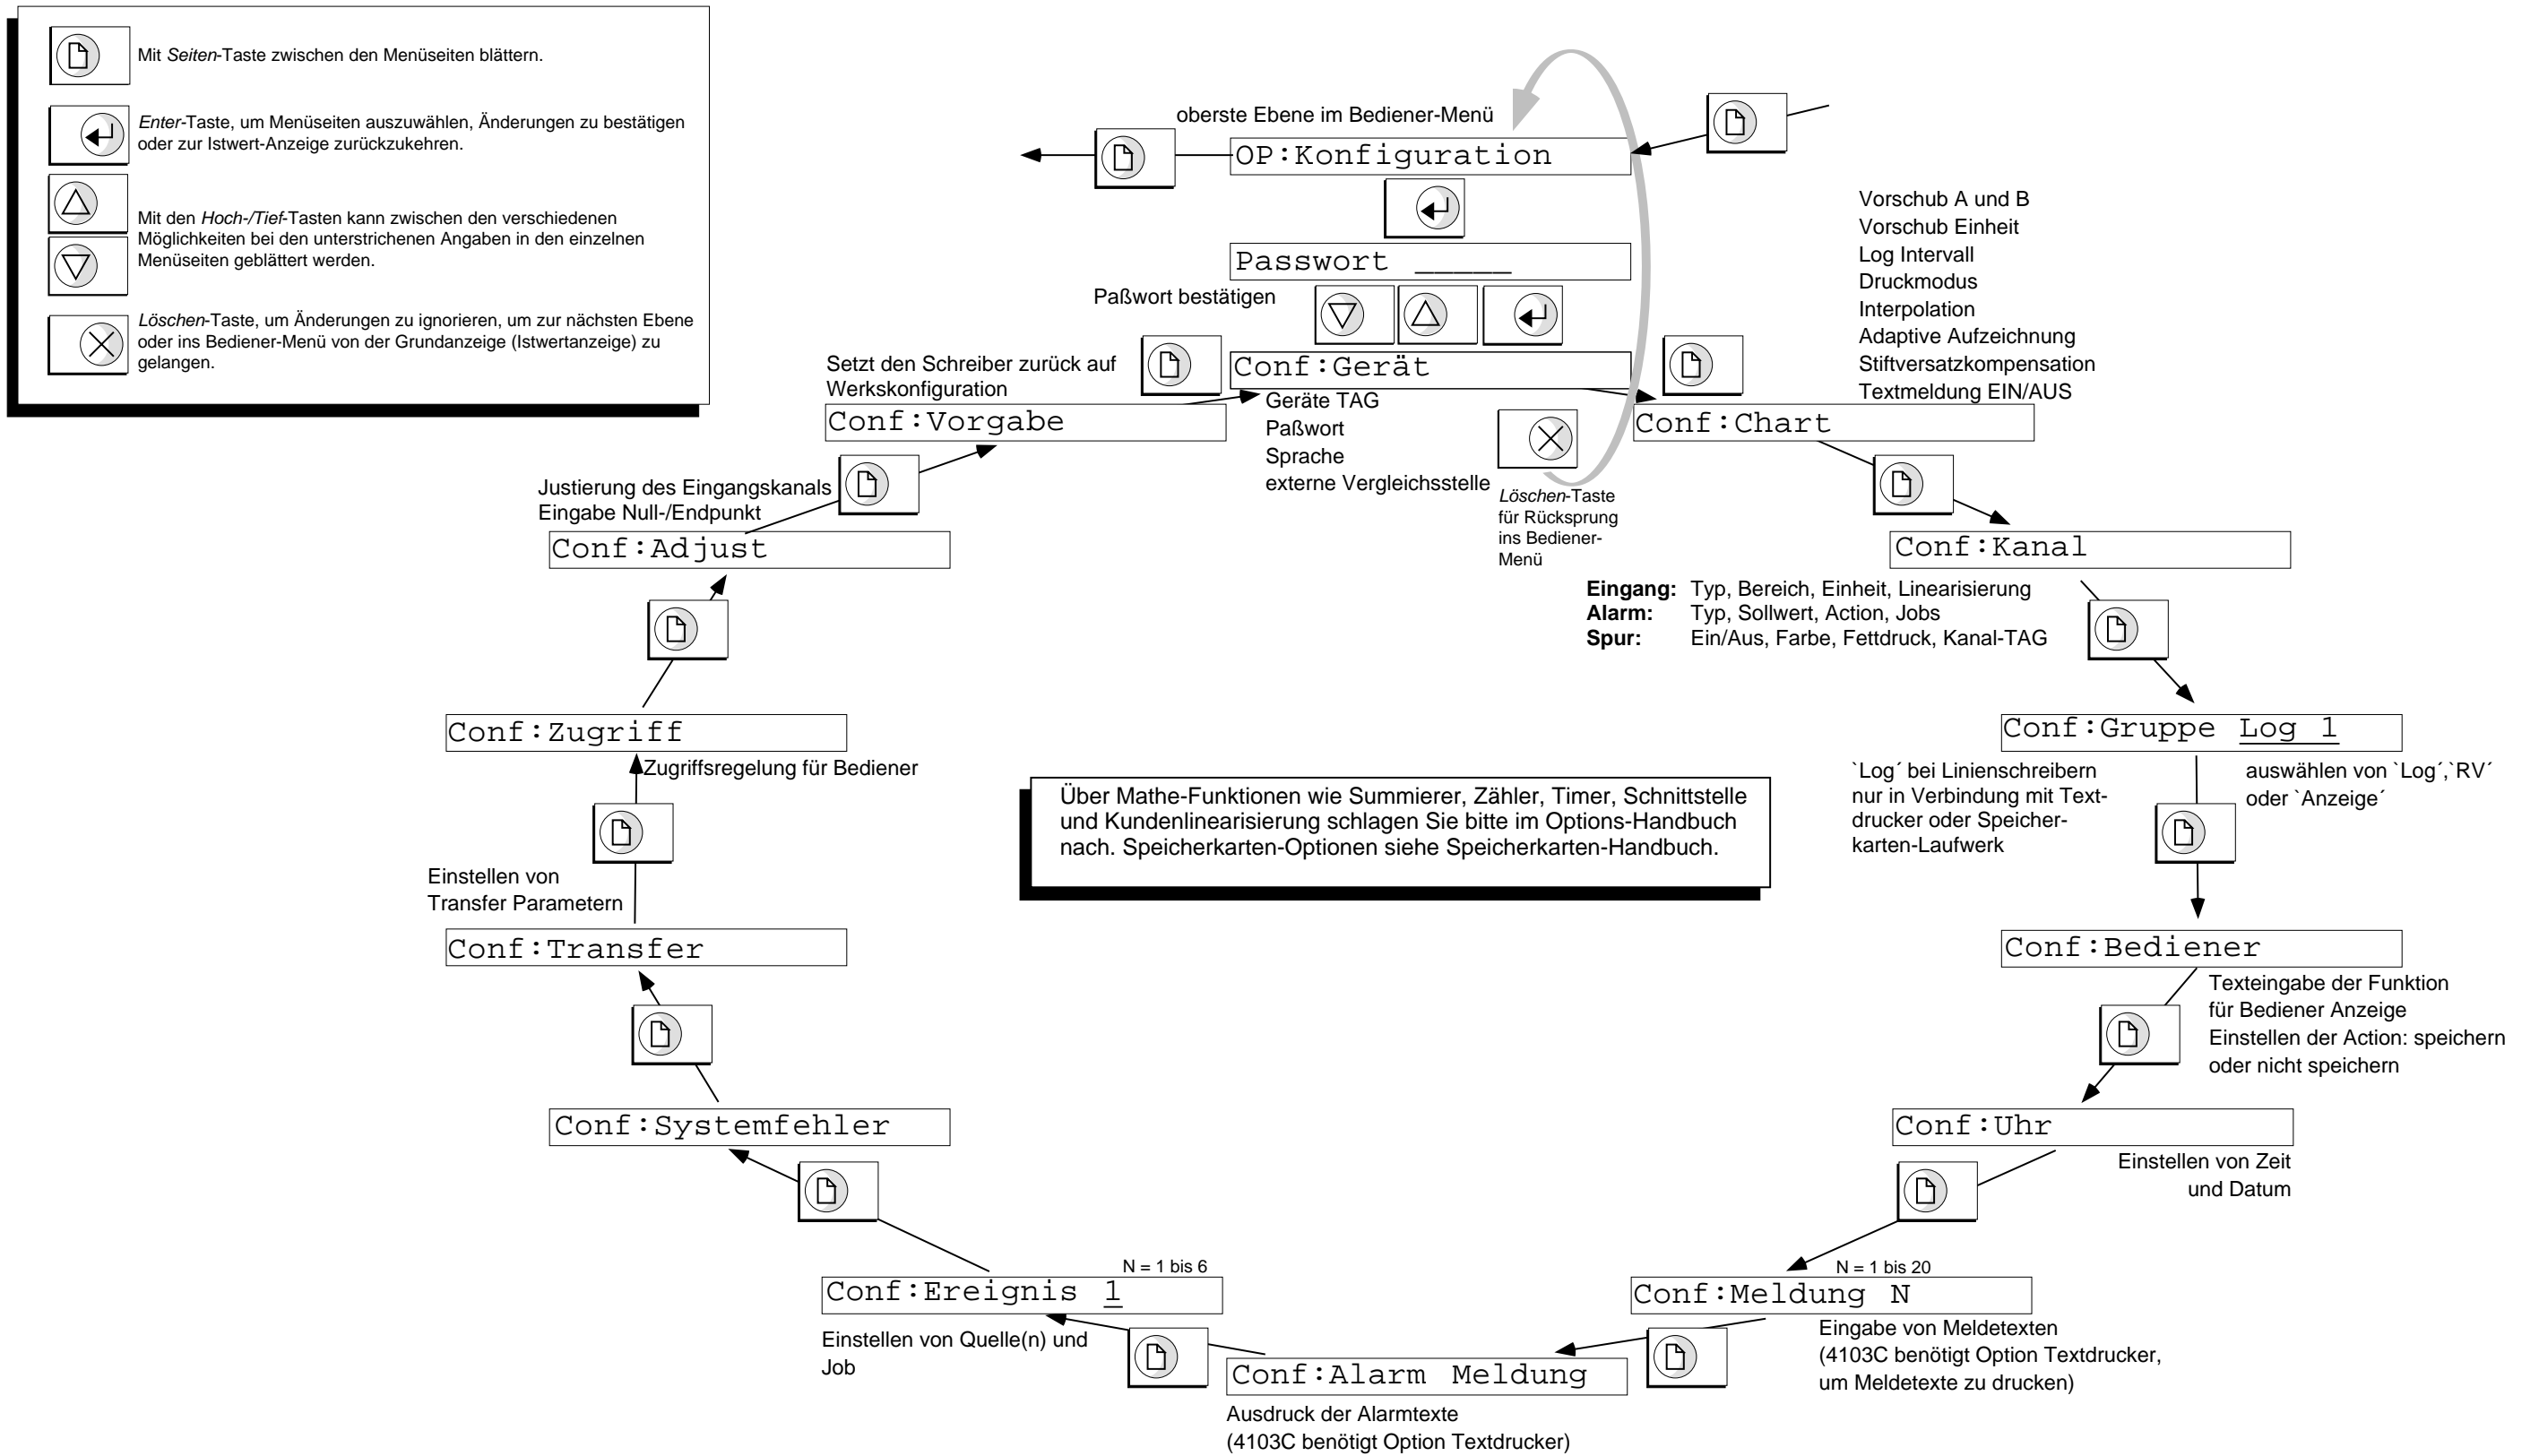 Mit Seiten-Taste zwischen den Menüseiten blättern.
Enter-Taste, um Menüseiten auszuwählen, Änderungen zu bestätigen
oder zur Istwert-Anzeige zurückzukehren.
Mit den Hoch-/Tief-Tasten kann zwischen den verschiedenen
Möglichkeiten bei den unterstrichenen Angaben in den einzelnen
Menüseiten geblättert werden.
Löschen-Taste, um Änderungen zu ignorieren, um zur nächsten Ebene
oder ins Bediener-Menü von der Grundanzeige (Istwertanzeige) zu
gelangen.
oberste Ebene im Bediener-Menü
OP:Konfiguration
Passwort _____
Paßwort bestätigen
Conf:Gerät
Geräte TAG
Paßwort
Sprache
externe Vergleichsstelle
Löschen-Taste
für Rücksprung
ins Bediener-
Menü
Vorschub A und B
Vorschub Einheit
Log Intervall
Druckmodus
Interpolation
Adaptive Aufzeichnung
Stiftversatzkompensation
Textmeldung EIN/AUS
Conf:Chart
Conf:Kanal
Eingang: Typ, Bereich, Einheit, Linearisierung
Alarm: Typ, Sollwert, Action, Jobs
Spur: Ein/Aus, Farbe, Fettdruck, Kanal-TAG
Conf:Gruppe Log 1
`Log´ bei Linienschreibern
nur in Verbindung mit Text-
drucker oder Speicher-
karten-Laufwerk
auswählen von `Log´,`RV´
oder `Anzeige´
Conf:Bediener
Texteingabe der Funktion
für Bediener Anzeige
Einstellen der Action: speichern
oder nicht speichern
Conf:Uhr
Einstellen von Zeit
und Datum
N = 1 bis 20
Conf:Meldung N
Eingabe von Meldetexten
(4103C benötigt Option Textdrucker,
um Meldetexte zu drucken)
Conf:Alarm Meldung
Ausdruck der Alarmtexte
(4103C benötigt Option Textdrucker)
N = 1 bis 6
Conf:Ereignis 1
Einstellen von Quelle(n) und
Job
Conf:Systemfehler
Conf:Transfer
Einstellen von
Transfer Parametern
Conf:Zugriff
Zugriffsregelung für Bediener
Conf:Adjust
Justierung des Eingangskanals
Eingabe Null-/Endpunkt
Conf:Vorgabe
Setzt den Schreiber zurück auf
Werkskonfiguration
Über Mathe-Funktionen wie Summierer, Zähler, Timer, Schnittstelle
und Kundenlinearisierung schlagen Sie bitte im Options-Handbuch
nach. Speicherkarten-Optionen siehe Speicherkarten-Handbuch.